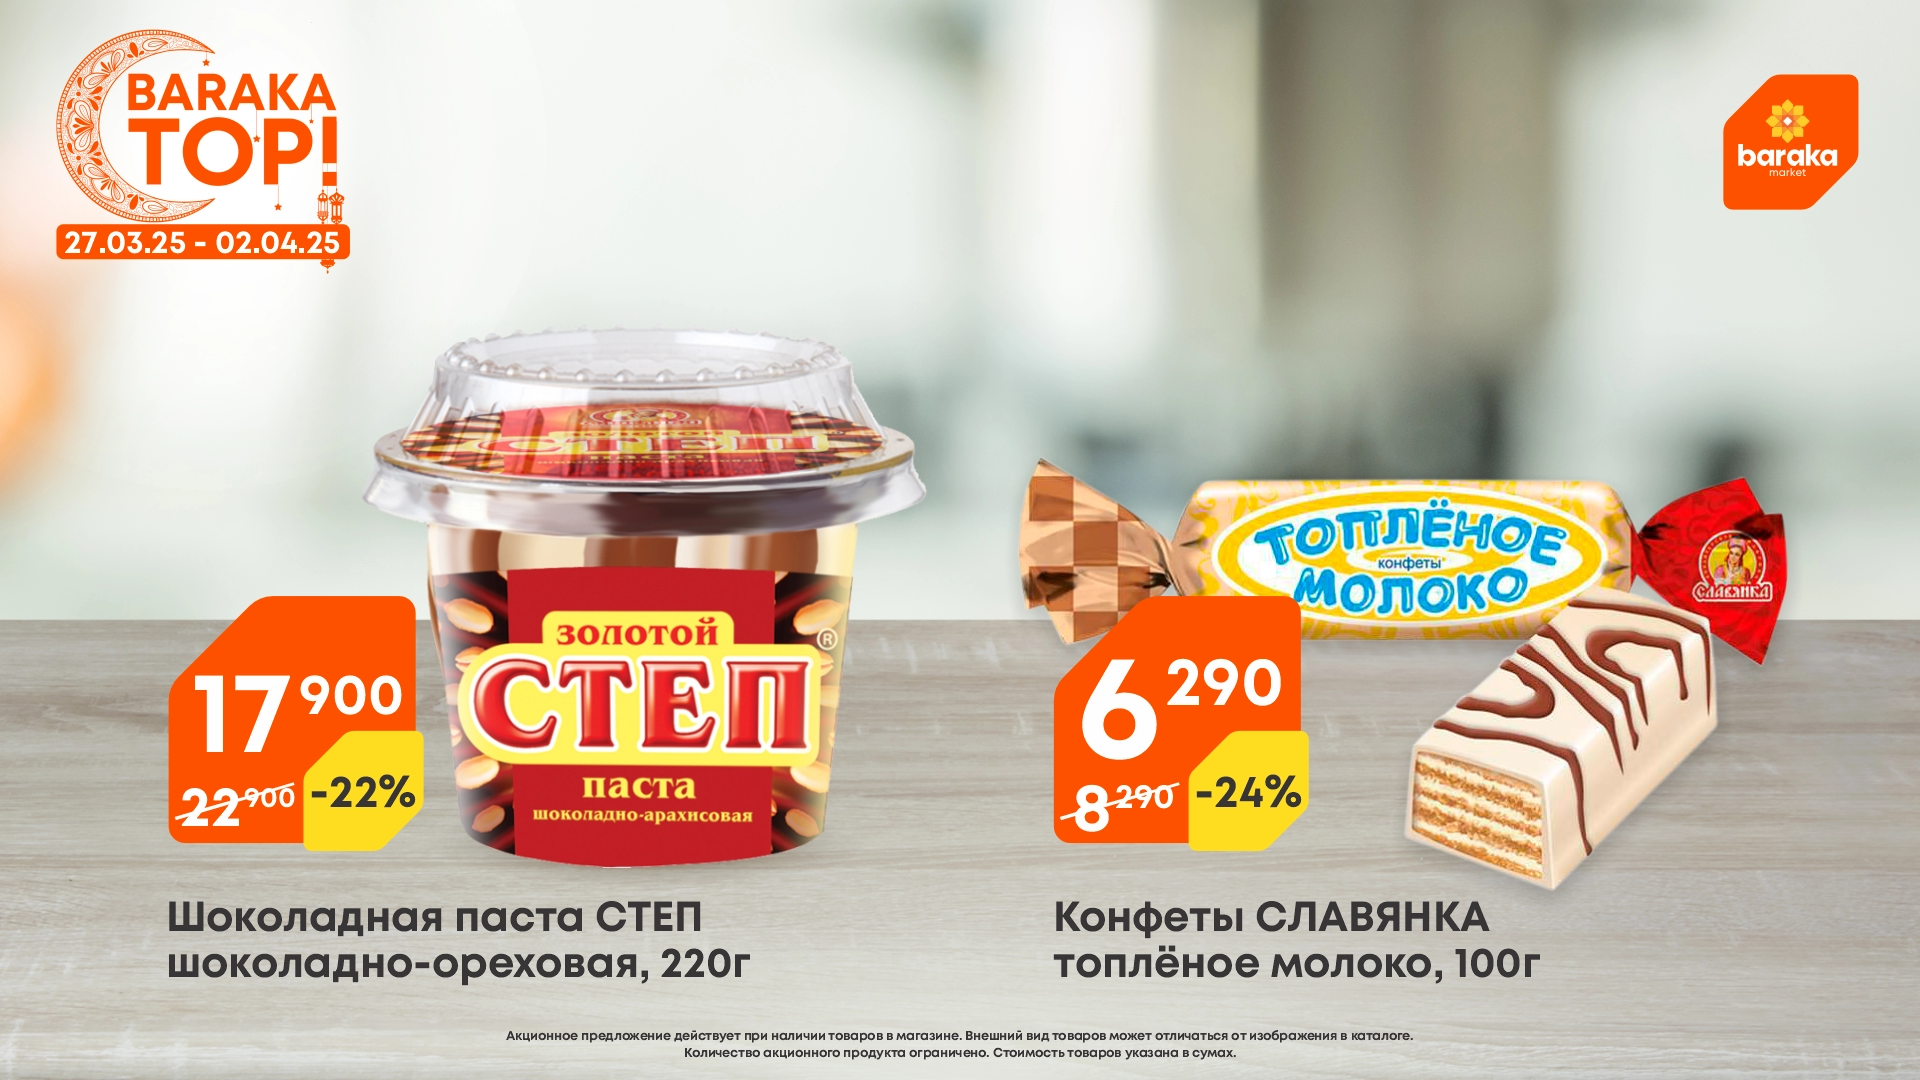 BARAKA
TOP!
27.03.25 - 02.04.25
baraka
market
ЗОЛОТОЙ
СТЕП
®
паста
шоколадно-арахисовая
17 900
22 900
-22%
Шоколадная паста СТЕП
шоколадно-ореховая, 220г
ТОПЛЁНОЕ
конфеты
МОЛОКО
СЛАВЯНКА
6 290
8 290
-24%
Конфеты СЛАВЯНКА
топлёное молоко, 100г
Акционное предложение действует при наличии товаров в магазине. Внешний вид товаров может отличаться от изображения в каталоге.
Количество акционного продукта ограничено. Стоимость товаров указана в сумах.